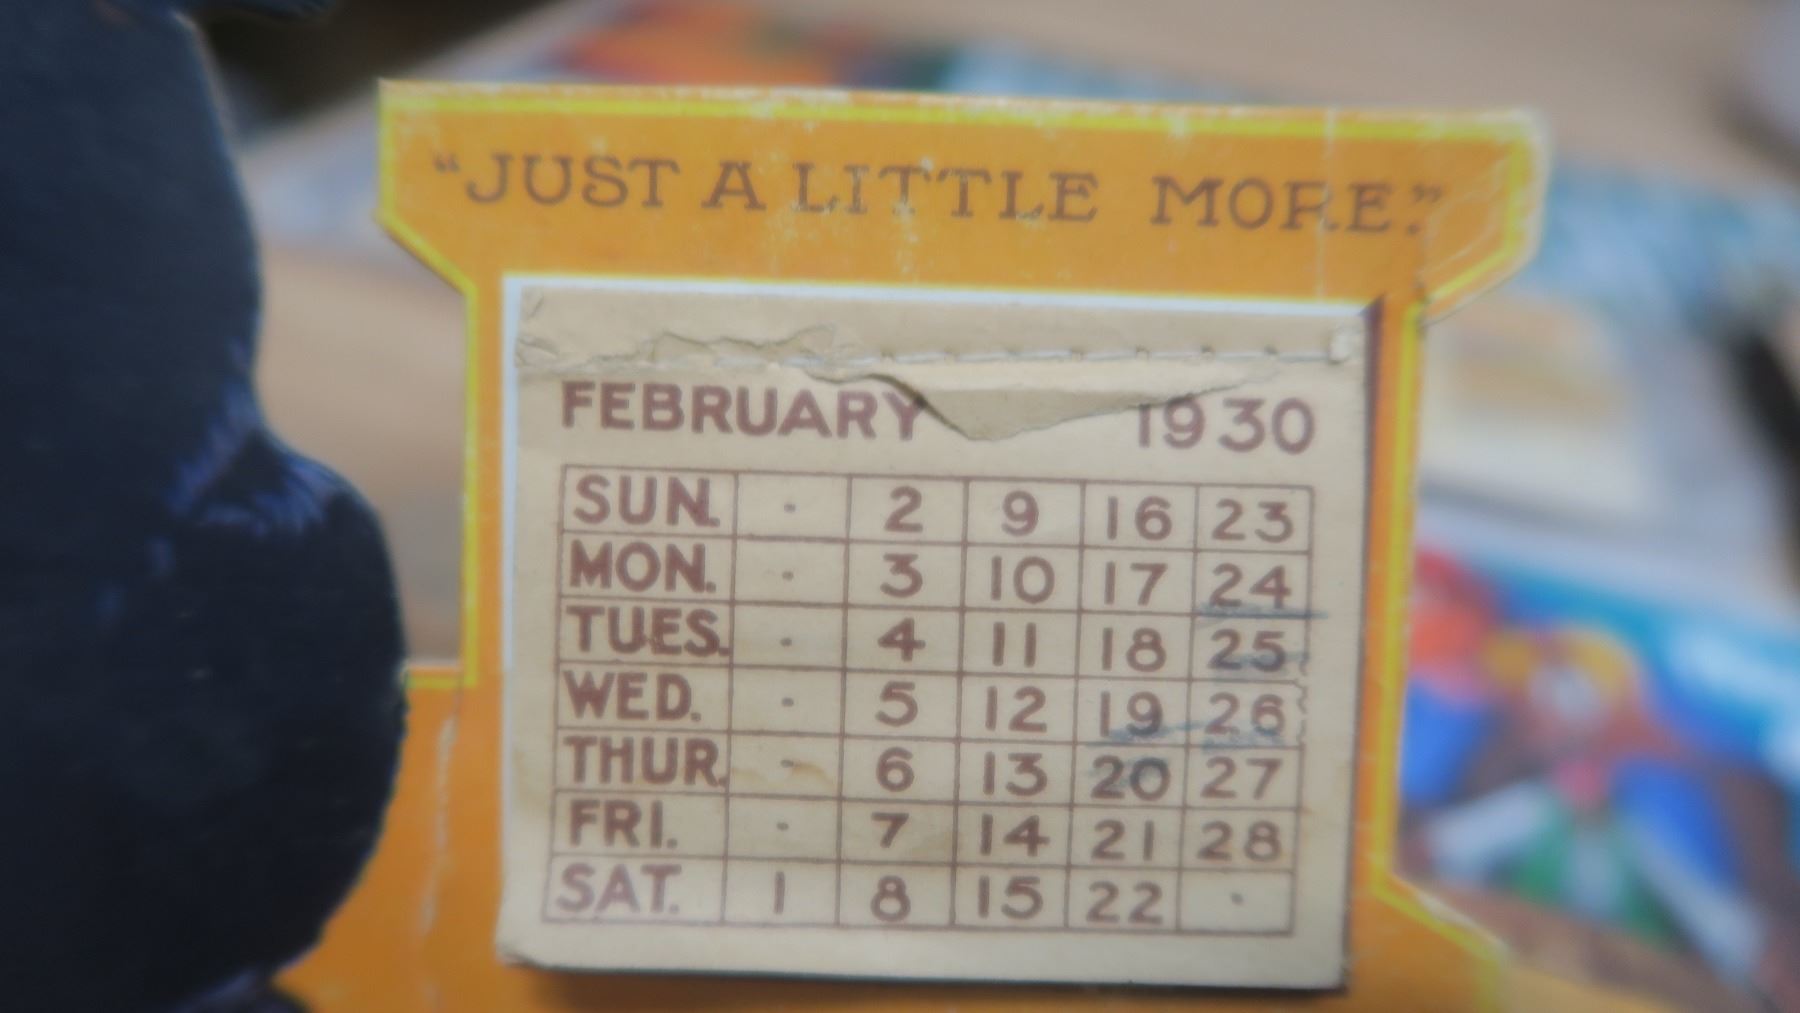 "JUST A LITTLE MORE."
FEBRUARY 1930
SUN. · 2 9 16 23
MON. · 3 10 17 24
TUES. · 4 11 18 25
WED. · 5 12 19 26
THUR. · 6 13 20 27
FRI. · 7 14 21 28
SAT. 1 8 15 22 ·